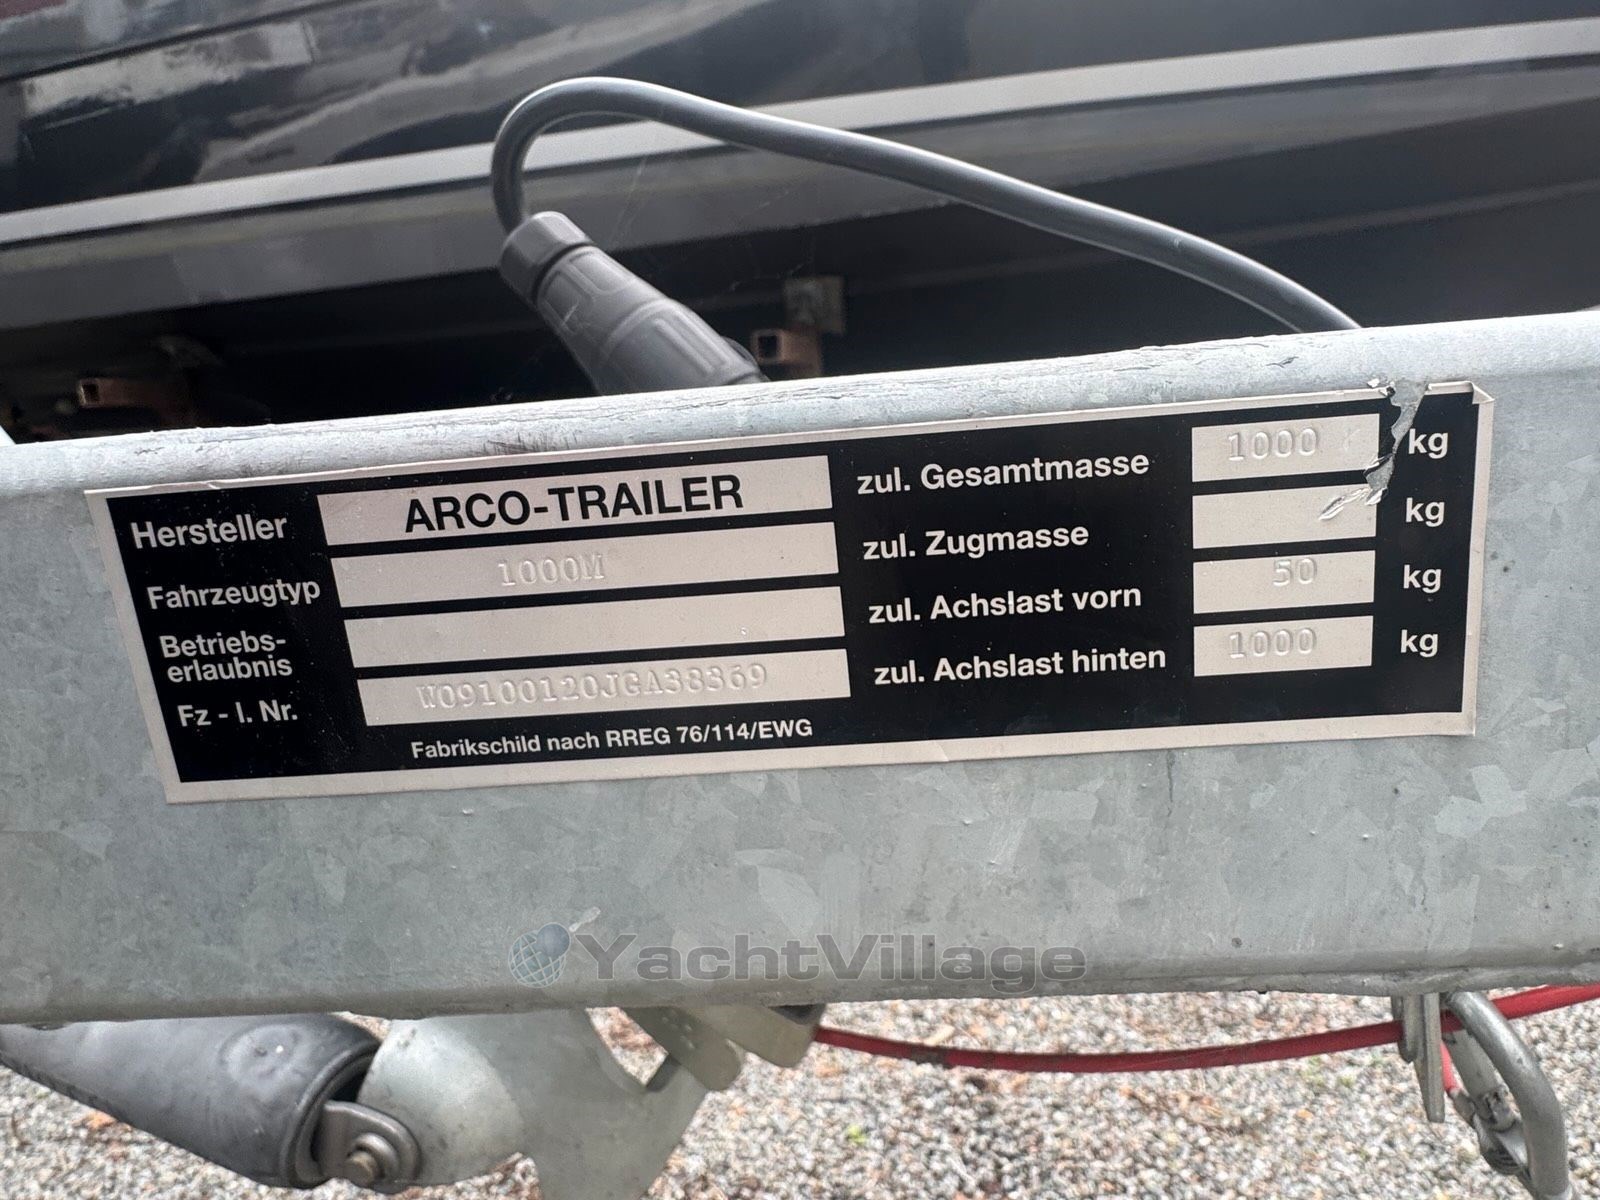 Hersteller ARCO-TRAILER
Fahrzeugtyp 1000M
Betriebs-
erlaubnis
Fz - I. Nr. W09100120JGA38369
Fabrikschild nach RREG 76/114/EWG
zul. Gesamtmasse 1000 kg
zul. Zugmasse kg
zul. Achslast vorn 50 kg
zul. Achslast hinten 1000 kg
YachtVillage